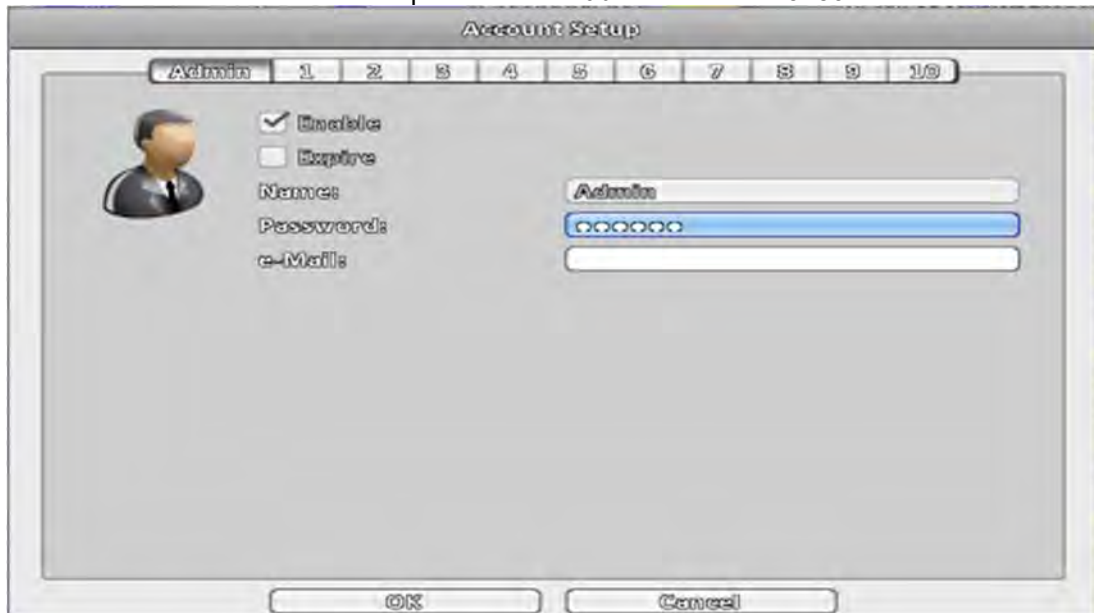 Account Setup
Admin 1 2 3 4 5 6 7 8 9 10
Enable
Expire
Name: Admin
Password:
e-Mail:
OK Cancel